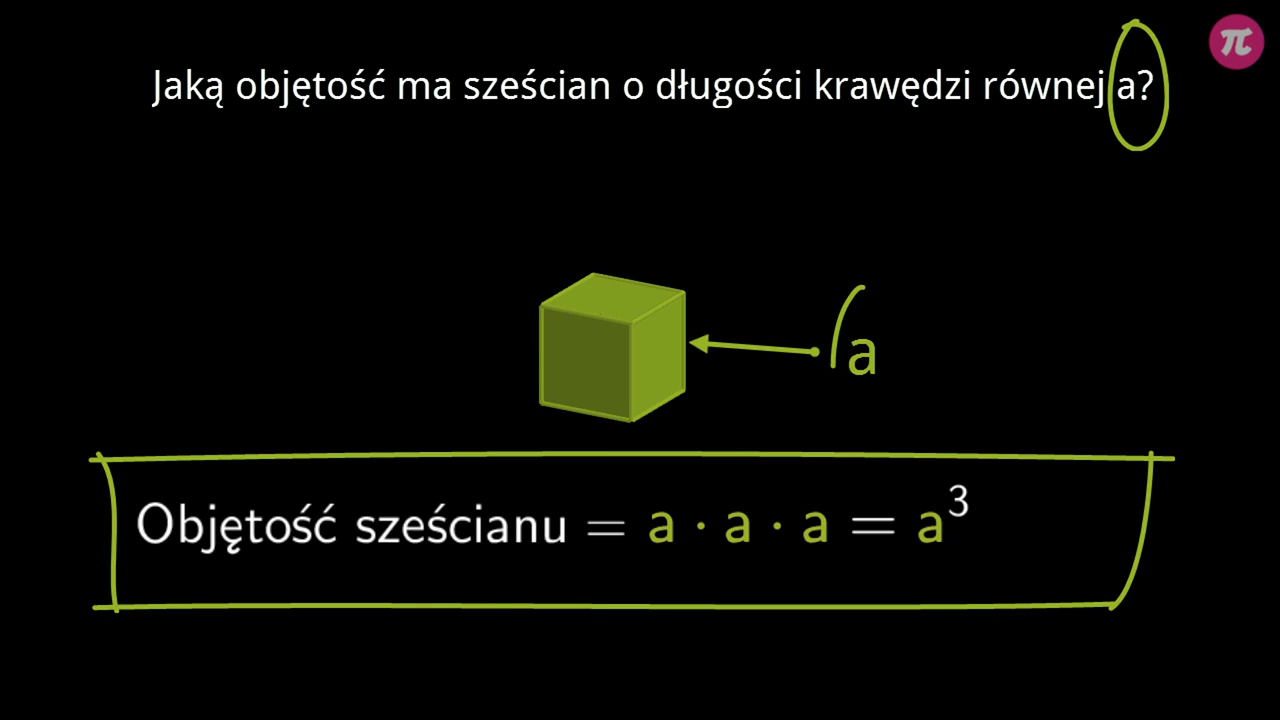 π
Jaką objętość ma sześcian o długości krawędzi równej a?
a
Objętość sześcianu = a · a · a = a³